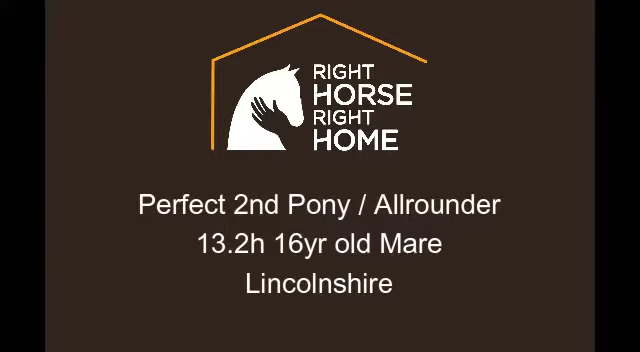 RIGHT
HORSE
RIGHT
HOME
Perfect 2nd Pony / Allrounder
13.2h 16yr old Mare
Lincolnshire